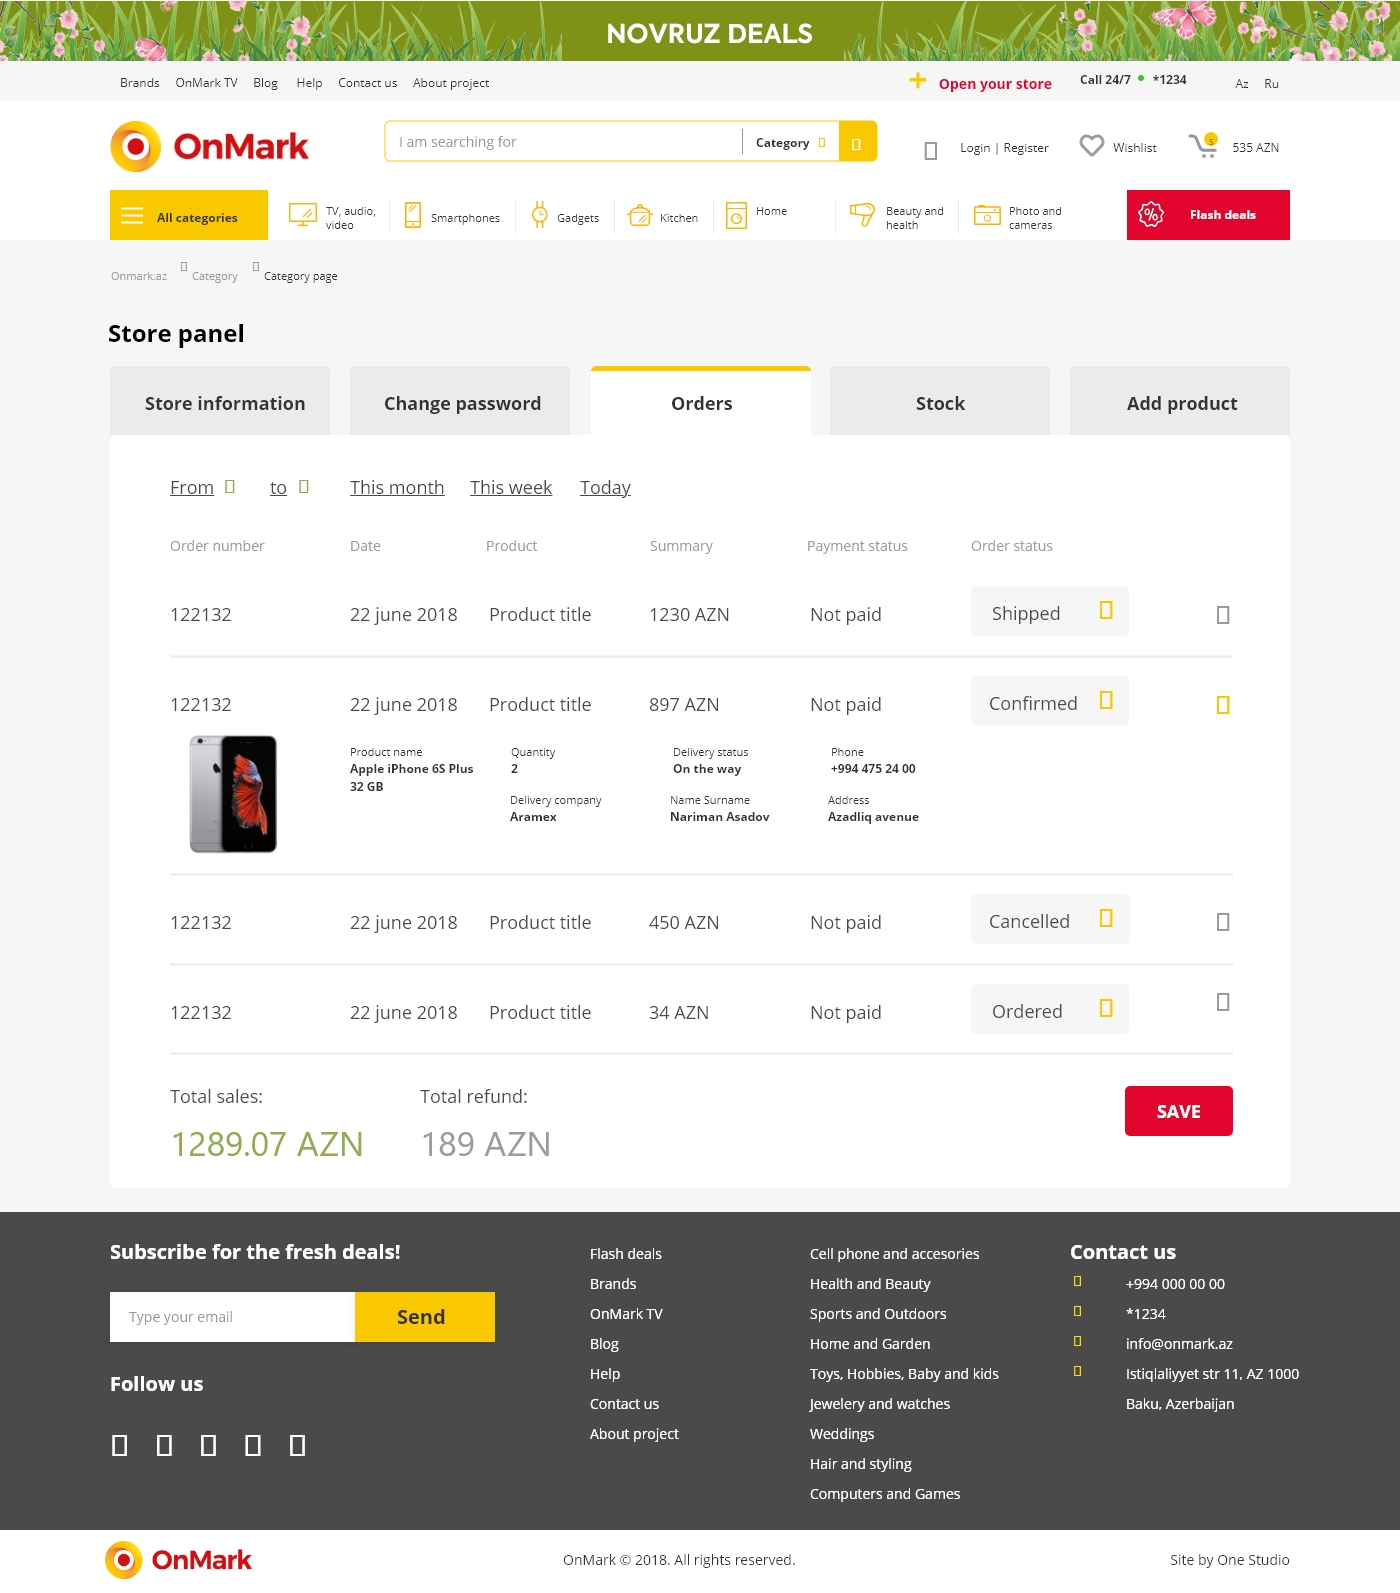 NOVRUZ DEALS
Brands OnMark TV Blog Help Contact us About project
Open your store
Call 24/7 *1234
Az Ru
OnMark
I am searching for
Category
Login | Register
Wishlist
5
535 AZN
All categories
TV, audio,
video
Smartphones
Gadgets
Kitchen
Home
Beauty and
health
Photo and
cameras
Flash deals
Onmark.az Category Category page
Store panel
Store information
Change password
Orders
Stock
Add product
From to This month This week Today
Order number Date Product Summary Payment status Order status
122132 22 june 2018 Product title 1230 AZN Not paid Shipped
122132 22 june 2018 Product title 897 AZN Not paid Confirmed
Product name Quantity Delivery status Phone
Apple iPhone 6S Plus 2 On the way +994 475 24 00
32 GB
Delivery company Name Surname Address
Aramex Nariman Asadov Azadliq avenue
122132 22 june 2018 Product title 450 AZN Not paid Cancelled
122132 22 june 2018 Product title 34 AZN Not paid Ordered
Total sales: Total refund:
1289.07 AZN 189 AZN
SAVE
Subscribe for the fresh deals!
Type your email
Send
Follow us
Flash deals
Brands
OnMark TV
Blog
Help
Contact us
About project
Cell phone and accesories
Health and Beauty
Sports and Outdoors
Home and Garden
Toys, Hobbies, Baby and kids
Jewelery and watches
Weddings
Hair and styling
Computers and Games
Contact us
+994 000 00 00
*1234
info@onmark.az
Istiqlaliyyet str 11, AZ 1000
Baku, Azerbaijan
OnMark
OnMark © 2018. All rights reserved.
Site by One Studio